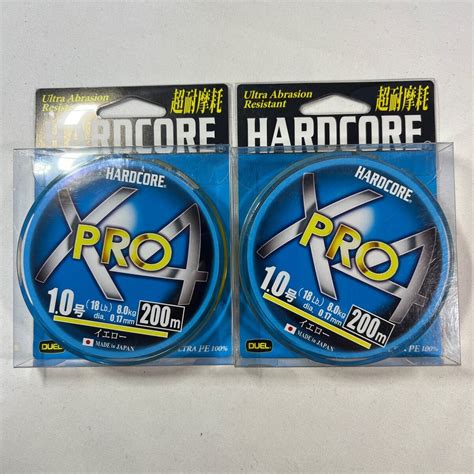 Ultra Abrasion
Resistant
超耐摩耗
HARDCORE
HARDCORE®
X4
PRO
1.0号
(18Lb.) 8.0kg
dia. 0.17mm
200m
イエロー
MADE IN JAPAN
DUEL
ULTRA PE 100%
Ultra Abrasion
Resistant
超耐摩耗
HARDCORE
HARDCORE®
X4
PRO
1.0号
(18Lb.) 8.0kg
dia. 0.17mm
200m
イエロー
MADE IN JAPAN
DUEL
PE 100%